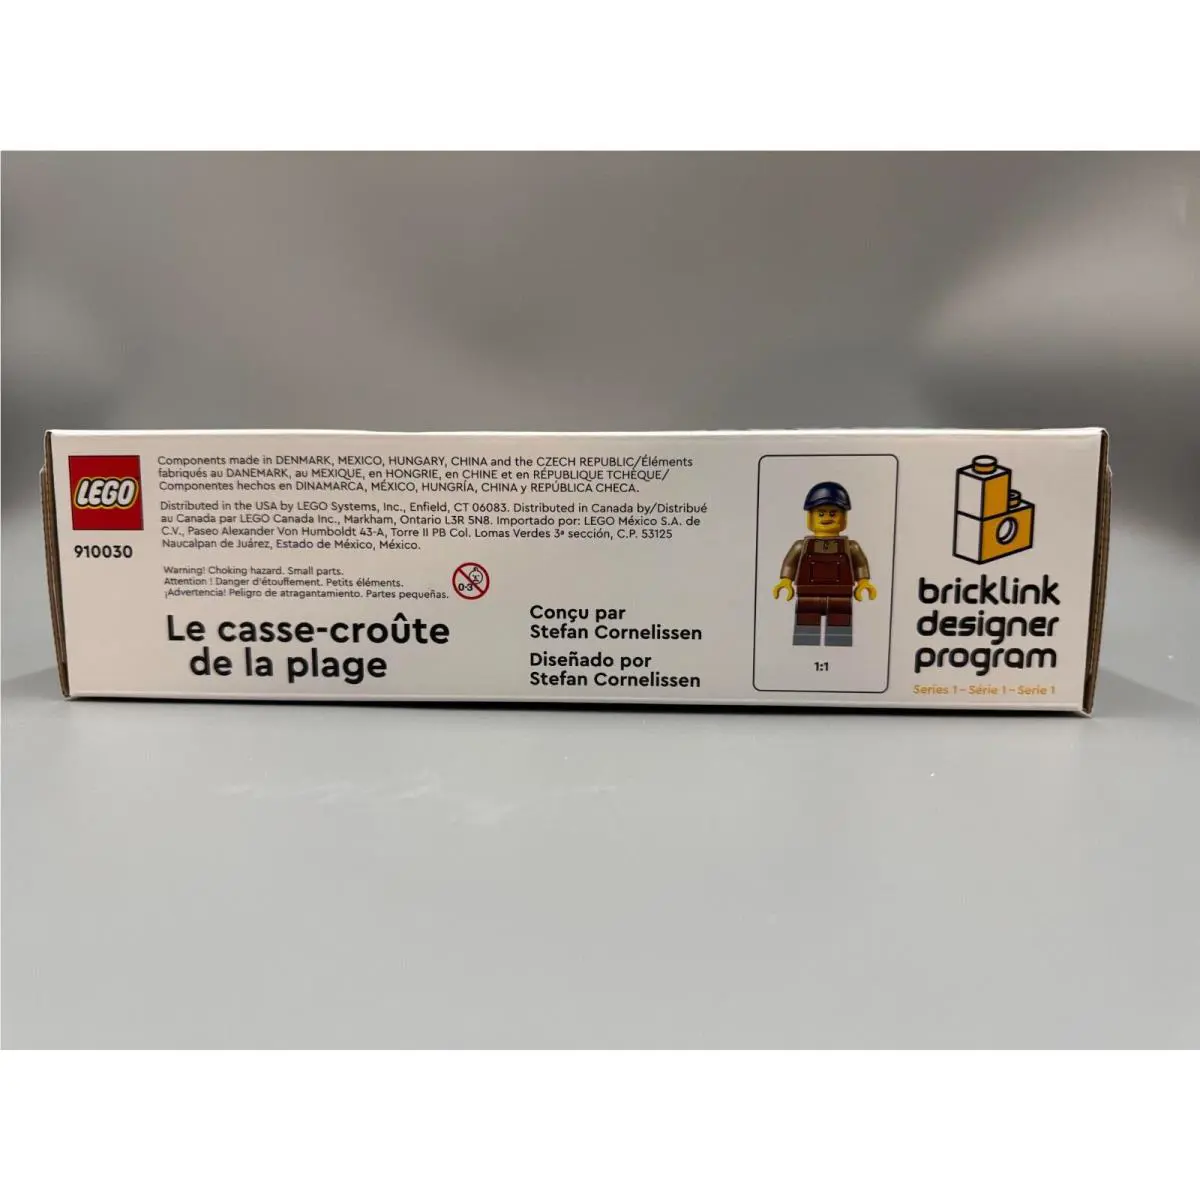 LEGO
910030
Components made in DENMARK, MEXICO, HUNGARY, CHINA and the CZECH REPUBLIC/Éléments
fabriqués au DANEMARK, au MEXIQUE, en HONGRIE, en CHINE et en RÉPUBLIQUE TCHÈQUE/
Componentes hechos en DINAMARCA, MÉXICO, HUNGRÍA, CHINA y REPÚBLICA CHECA.
Distributed in the USA by LEGO Systems, Inc., Enfield, CT 06083. Distributed in Canada by/Distribué
au Canada par LEGO Canada Inc., Markham, Ontario L3R 5N8. Importado por: LEGO México S.A. de
C.V., Paseo Alexander Von Humboldt 43-A, Torre II PB Col. Lomas Verdes 3ª sección, C.P. 53125
Naucalpan de Juárez, Estado de México, México.
Warning! Choking hazard. Small parts.
Attention ! Danger d'étouffement. Petits éléments.
¡Advertencia! Peligro de atragantamiento. Partes pequeñas.
0-3
Le casse-croûte
de la plage
Conçu par
Stefan Cornelissen
Diseñado por
Stefan Cornelissen
1:1
bricklink
designer
program
Series 1 – Série 1 – Serie 1